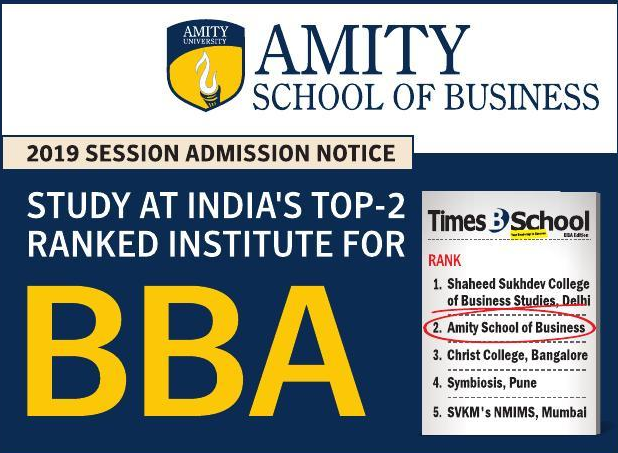 AMITY
UNIVERSITY
AMITY
SCHOOL OF BUSINESS
2019 SESSION ADMISSION NOTICE
STUDY AT INDIA'S TOP-2
RANKED INSTITUTE FOR
BBA
Times B School
BBA Edition
RANK
1. Shaheed Sukhdev College
of Business Studies, Delhi
2. Amity School of Business
3. Christ College, Bangalore
4. Symbiosis, Pune
5. SVKM's NMIMS, Mumbai